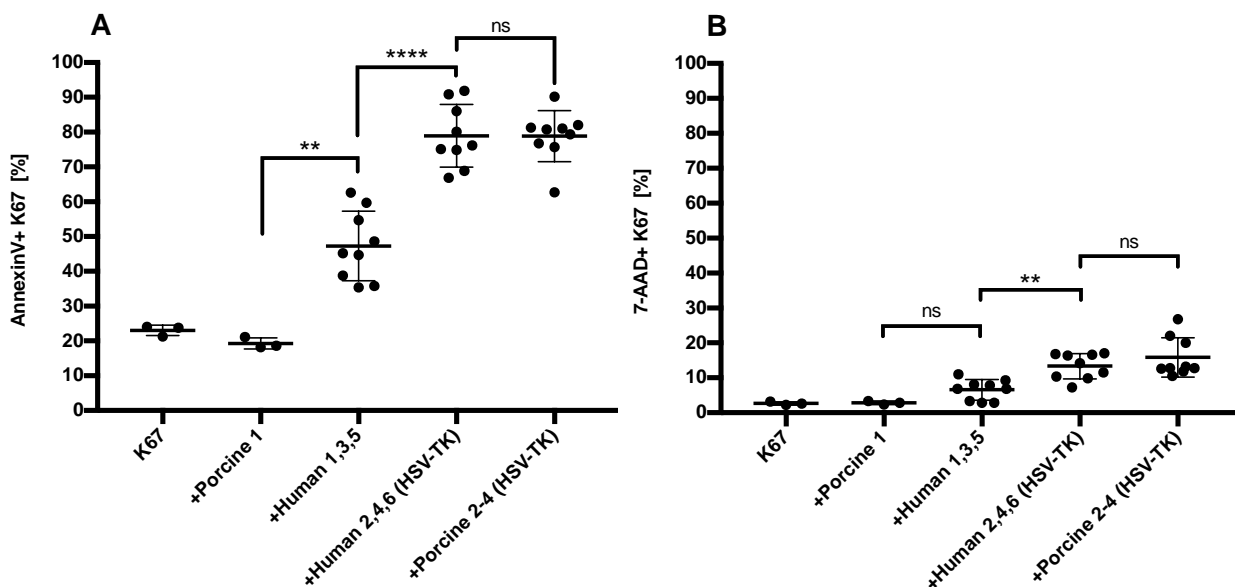 A
ns
****
**
AnnexinV+ K67 [%]
100
90
80
70
60
50
40
30
20
10
0
K67
+Porcine 1
+Human 1,3,5
+Human 2,4,6 (HSV-TK)
+Porcine 2-4 (HSV-TK)
B
ns
**
ns
7-AAD+ K67 [%]
100
90
80
70
60
50
40
30
20
10
0
K67
+Porcine 1
+Human 1,3,5
+Human 2,4,6 (HSV-TK)
+Porcine 2-4 (HSV-TK)